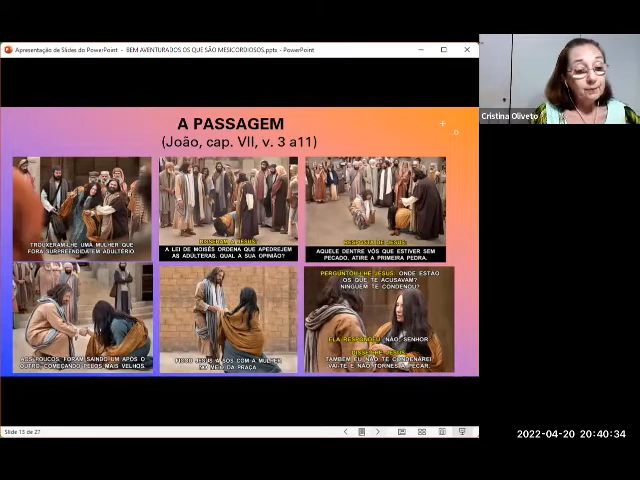 Apresentação de Slides do PowerPoint - BEM AVENTURADOS OS QUE SÃO MESICORDIOSOS.pptx - PowerPoint
Cristina Oliveto
A PASSAGEM
(João, cap. VII, v. 3 a11)
TROUXERAM-LHE UMA MULHER QUE
FORA SURPREENDIDA EM ADULTÉRIO.
DISSERAM A JESUS:
A LEI DE MOISÉS ORDENA QUE APEDREJEM
AS ADÚLTERAS. QUAL A SUA OPINIÃO?
RESPOSTA DE JESUS:
AQUELE DENTRE VÓS QUE ESTIVER SEM
PECADO, ATIRE A PRIMEIRA PEDRA.
AOS POUCOS, FORAM SAINDO UM APÓS O
OUTRO, COMEÇANDO PELOS MAIS VELHOS.
FICOU JESUS A SÓS COM A MULHER
NO MEIO DA PRAÇA
PERGUNTOU-LHE JESUS: ONDE ESTÃO
OS QUE TE ACUSAVAM?
NINGUÉM TE CONDENOU?
ELA RESPONDEU: NÃO, SENHOR
DISSE-LHE JESUS:
TAMBÉM EU NÃO TE CONDENAREI.
VAI-TE E NÃO TORNES A PECAR.
Slide 13 de 27
2022-04-20 20:40:34